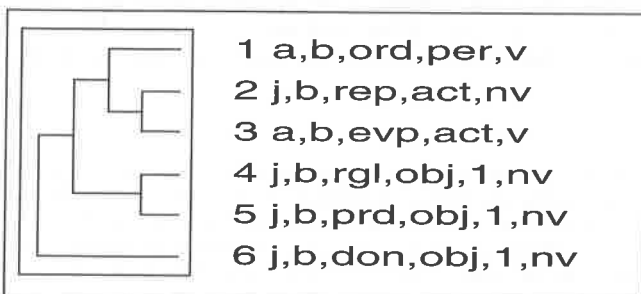 1 a,b,ord,per,v
2 j,b,rep,act,nv
3 a,b,evp,act,v
4 j,b,rgl,obj,1,nv
5 j,b,prd,obj,1,nv
6 j,b,don,obj,1,nv